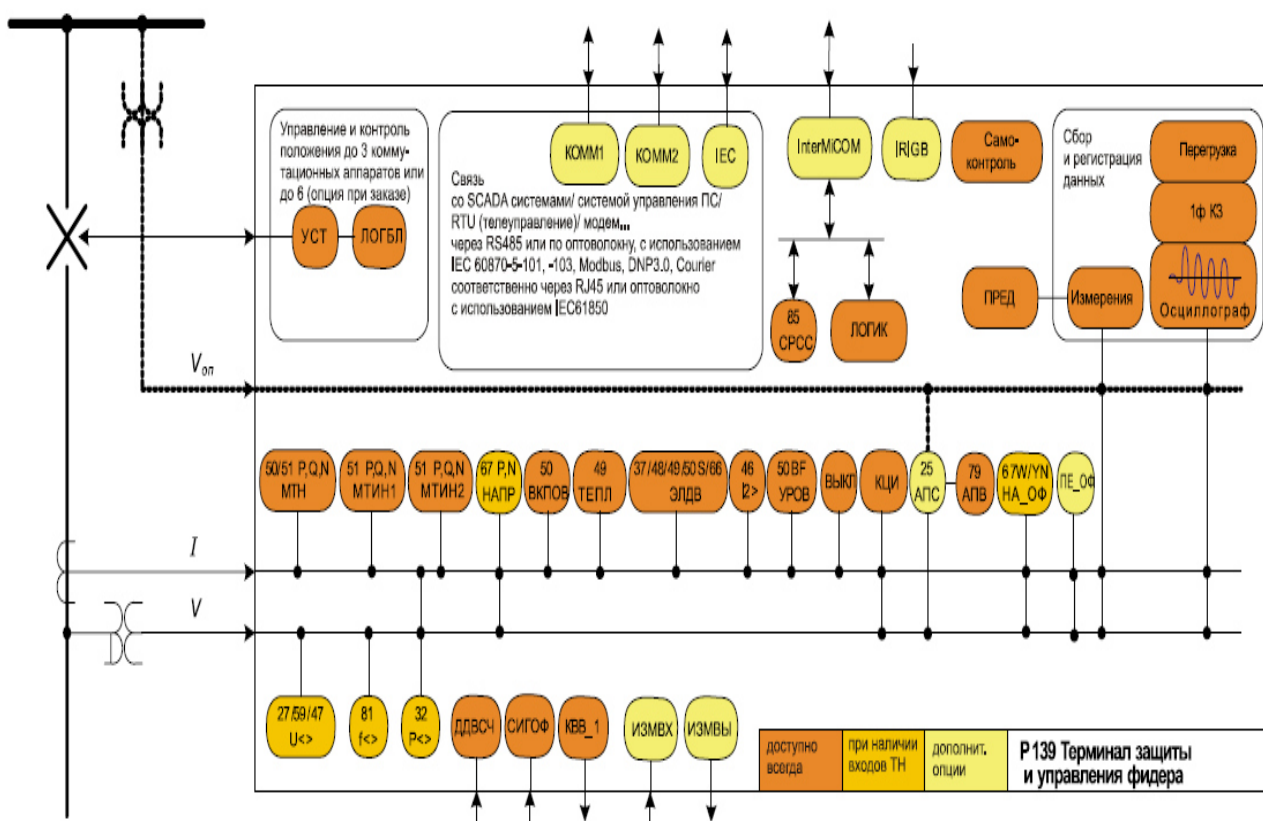 Управление и контроль
положения до 3 комму-
тационных аппаратов или
до 6 (опция при заказе)
УСТ
ЛОГБЛ
КОММ1
КОММ2
IEC
Связь
со SCADA системами/ системой управления ПС/
RTU (телеуправление)/ модем...
через RS485 или по оптоволокну, с использованием
IEC 60870-5-101, -103, Modbus, DNP3.0, Courier
соответственно через RJ45 или оптоволокно
с использованием IEC61850
InterMiCOM
IRIGB
Само-
контроль
85
СРСС
ЛОГИК
Сбор
и регистрация
данных
Перегрузка
1ф КЗ
Осциллограф
ПРЕД
Измерения
Vоп
50/51 P,Q,N
МТН
51 P,Q,N
МТИН1
51 P,Q,N
МТИН2
67 P,N
НАПР
50
ВКПОВ
49
ТЕПЛ
37/48/49/50 S/66
ЭЛДВ
46
I2>
50 BF
УРОВ
ВЫКЛ
КЦИ
25
АПС
79
АПВ
67W/YN
НА_ОФ
ПЕ_ОФ
I
V
27/59/47
U<>
81
f<>
32
P<>
ДДВСЧ
СИГОФ
КВВ_1
ИЗМВХ
ИЗМВЫ
доступно
всегда
при наличии
входов ТН
дополнит.
опции
P139 Терминал защиты
и управления фидера